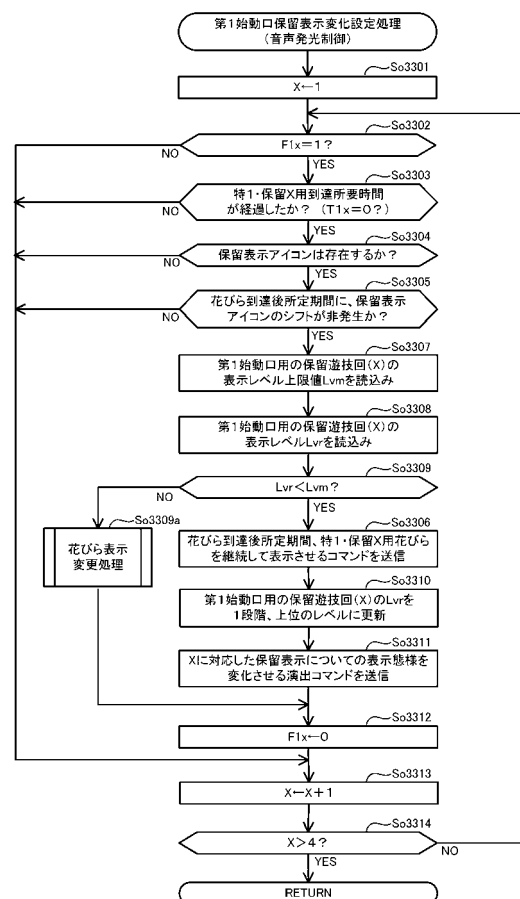 第1始動口保留表示変化設定処理
(音声発光制御)
So3301
X←1
So3302
F1x=1?
NO
YES
So3303
特1・保留X用到達所要時間
が経過したか? (T1x=0?)
NO
YES
So3304
保留表示アイコンは存在するか?
NO
YES
So3305
花びら到達後所定期間に、保留表示
アイコンのシフトが非発生か?
NO
YES
So3307
第1始動口用の保留遊技回(X)の
表示レベル上限値Lvmを読込み
So3308
第1始動口用の保留遊技回(X)の
表示レベルLvrを読込み
So3309
Lvr<Lvm?
NO
YES
So3309a
花びら表示
変更処理
So3306
花びら到達後所定期間、特1・保留X用花びら
を継続して表示させるコマンドを送信
So3310
第1始動口用の保留遊技回(X)のLvrを
1段階、上位のレベルに更新
So3311
Xに対応した保留表示についての表示態様を
変化させる演出コマンドを送信
So3312
F1x←0
So3313
X←X+1
So3314
X>4?
NO
YES
RETURN